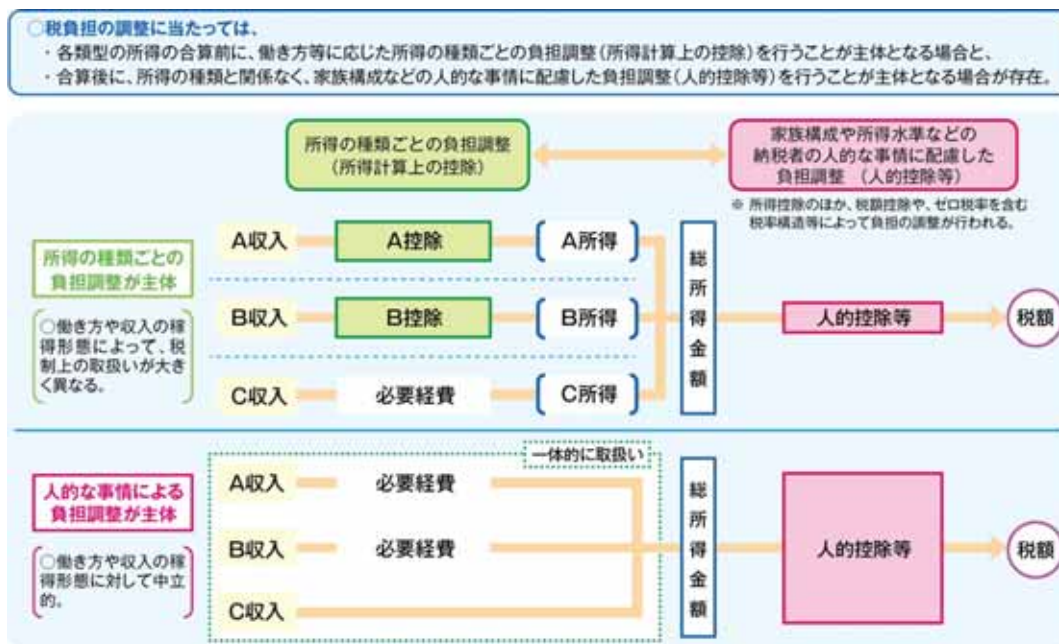 ○税負担の調整に当たっては、
・各類型の所得の合算前に、働き方等に応じた所得の種類ごとの負担調整（所得計算上の控除）を行うことが主体となる場合と、
・合算後に、所得の種類と関係なく、家族構成などの人的な事情に配慮した負担調整（人的控除等）を行うことが主体となる場合が存在。
所得の種類ごとの負担調整
（所得計算上の控除）
家族構成や所得水準などの
納税者の人的な事情に配慮した
負担調整 （人的控除等）
※ 所得控除のほか、税額控除や、ゼロ税率を含む
税率構造等によって負担の調整が行われる。
所得の種類ごとの
負担調整が主体
○働き方や収入の稼
得形態によって、税
制上の取扱いが大き
く異なる。
A収入
A控除
A所得
B収入
B控除
B所得
C収入
必要経費
C所得
総所得金額
人的控除等
税額
人的な事情による
負担調整が主体
○働き方や収入の稼
得形態に対して中立
的。
一体的に取扱い
A収入
必要経費
B収入
必要経費
C収入
総所得金額
人的控除等
税額